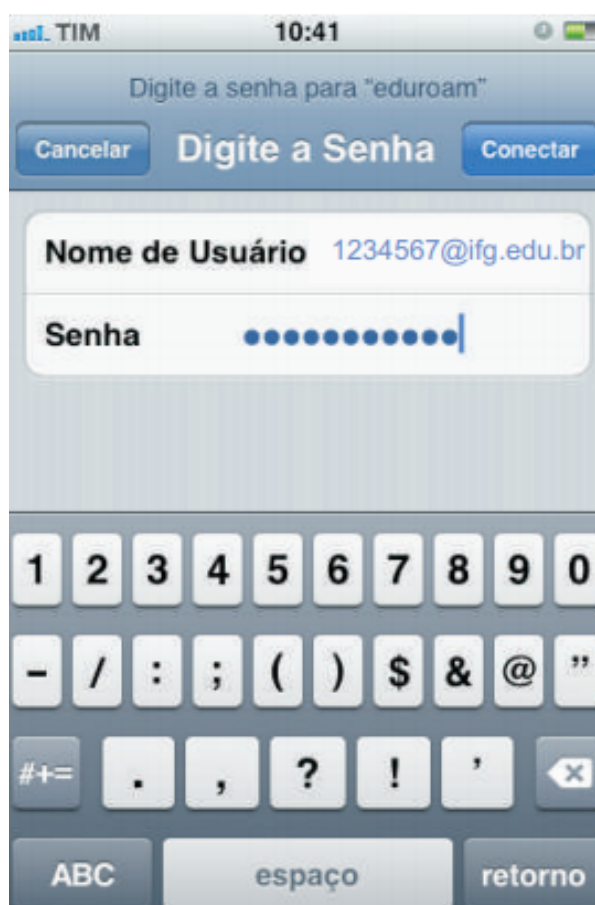 TIM 10:41
Digite a senha para “eduroam”
Cancelar Digite a Senha Conectar
Nome de Usuário 1234567@ifg.edu.br
Senha ●●●●●●●●●●●
1 2 3 4 5 6 7 8 9 0
- / : ; ( ) $ & @ ”
#+= . , ? ! ’
ABC espaço retorno